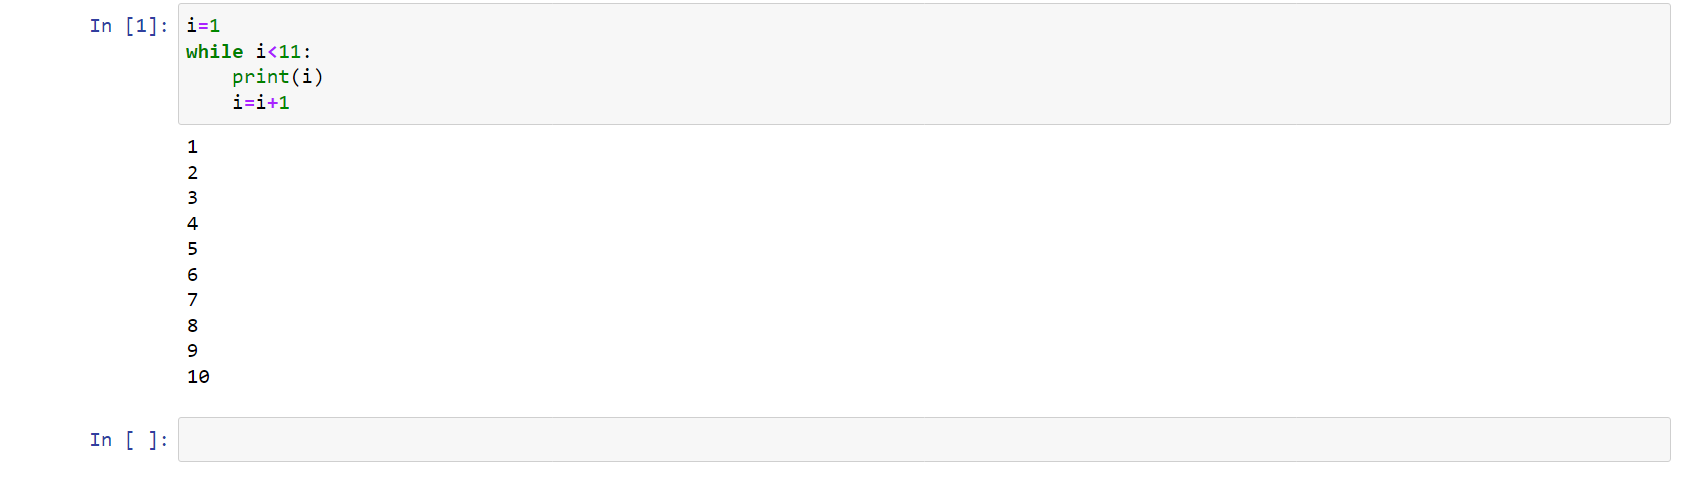 In [1]: i=1
while i<11:
    print(i)
    i=i+1
1
2
3
4
5
6
7
8
9
10
In [ ]: